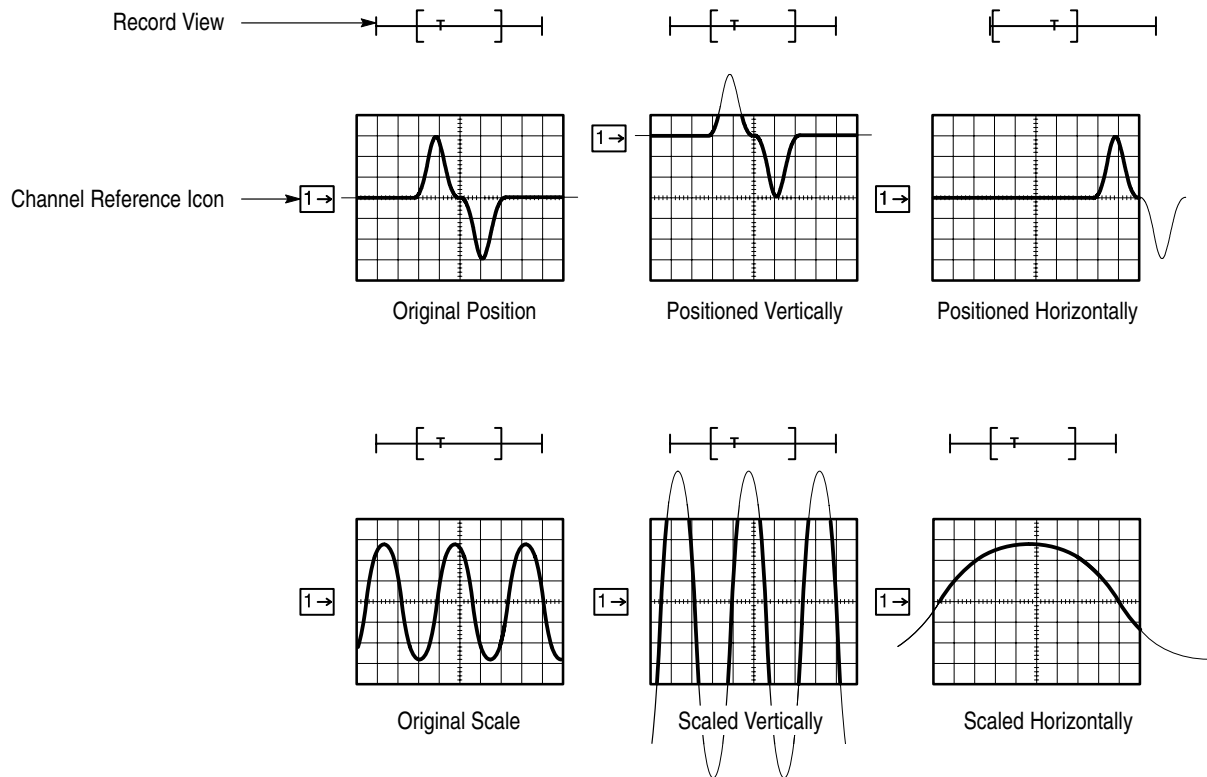 Record View
T
T
T
1→
Channel Reference Icon
1→
1→
Original Position
Positioned Vertically
Positioned Horizontally
T
T
T
1→
1→
1→
Original Scale
Scaled Vertically
Scaled Horizontally